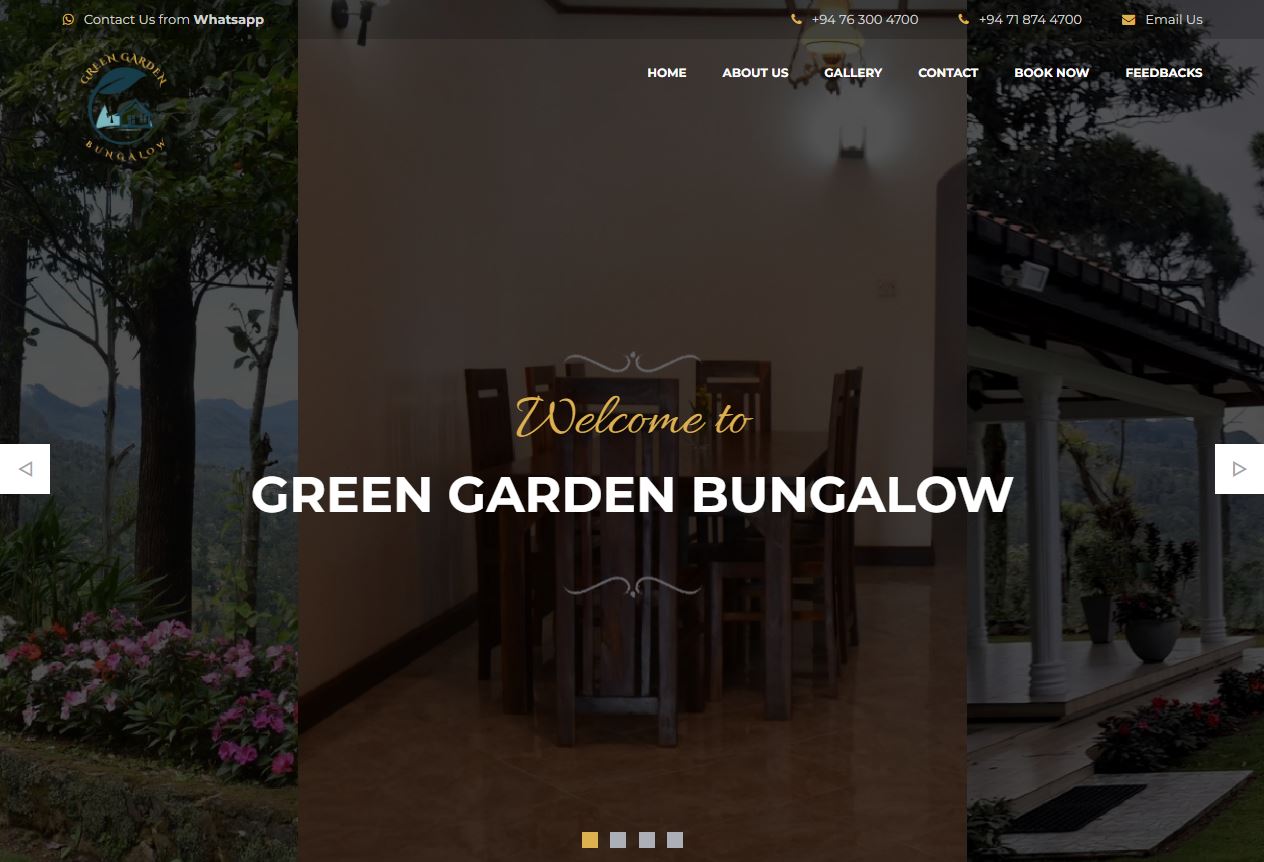 Contact Us from Whatsapp
+94 76 300 4700
+94 71 874 4700
Email Us
GREEN GARDEN
BUNGALOW
HOME
ABOUT US
GALLERY
CONTACT
BOOK NOW
FEEDBACKS
Welcome to
GREEN GARDEN BUNGALOW